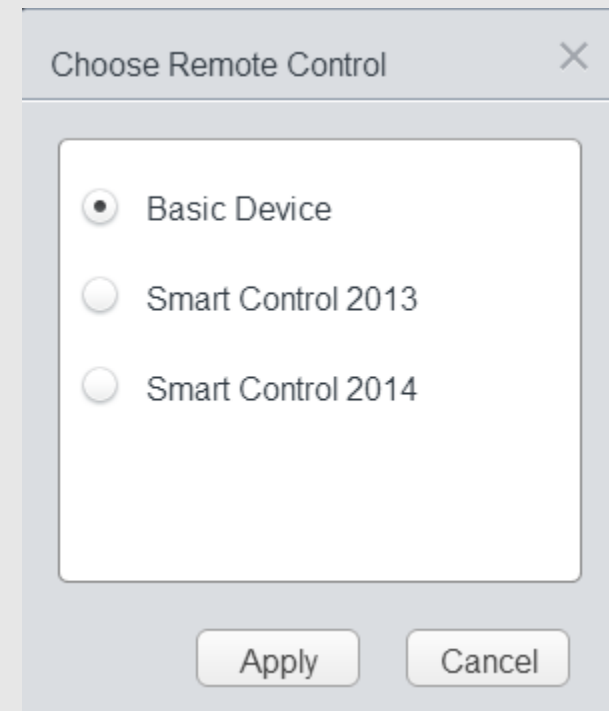 Choose Remote Control
Basic Device
Smart Control 2013
Smart Control 2014
Apply Cancel